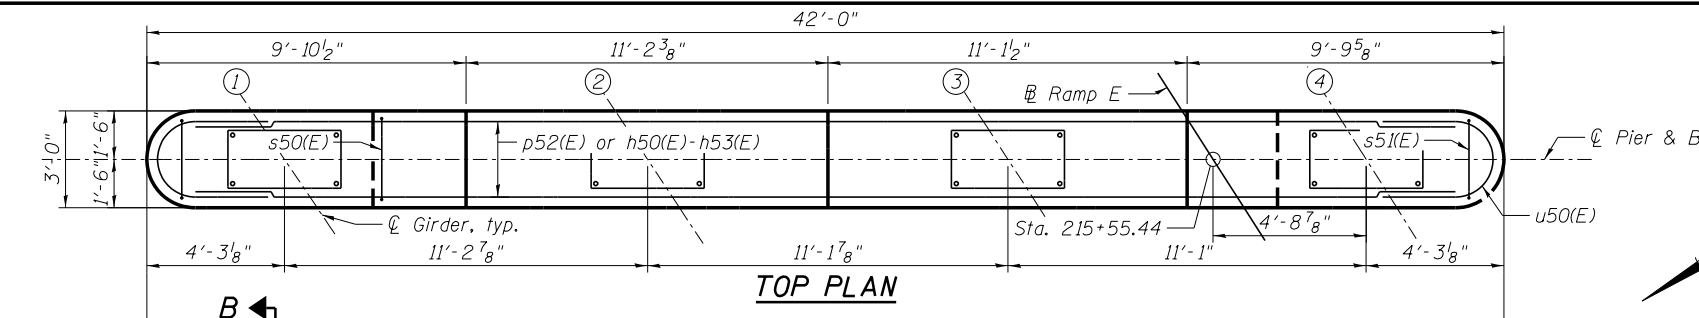 42'-0"
9'-10½" 11'-2⅜" 11'-1½" 9'-9⅝"
1 2 3 4
℄ Ramp E
3'-0" 1'-6" 1'-6"
s50(E) p52(E) or h50(E)-h53(E) s51(E) ℄ Pier & B
℄ Girder, typ. Sta. 215+55.44 4'-8⅞" u50(E)
4'-3⅛" 11'-2⅞" 11'-1⅞" 11'-1" 4'-3⅛"
TOP PLAN
B